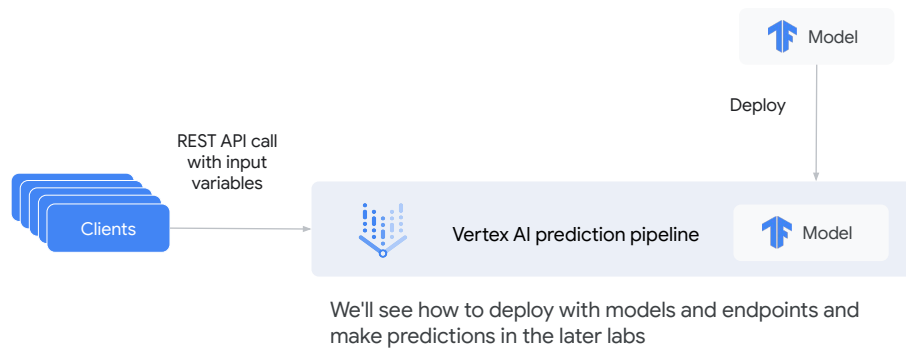 Model
Deploy
REST API call
with input
variables
Clients
Vertex AI prediction pipeline
Model
We'll see how to deploy with models and endpoints and
make predictions in the later labs